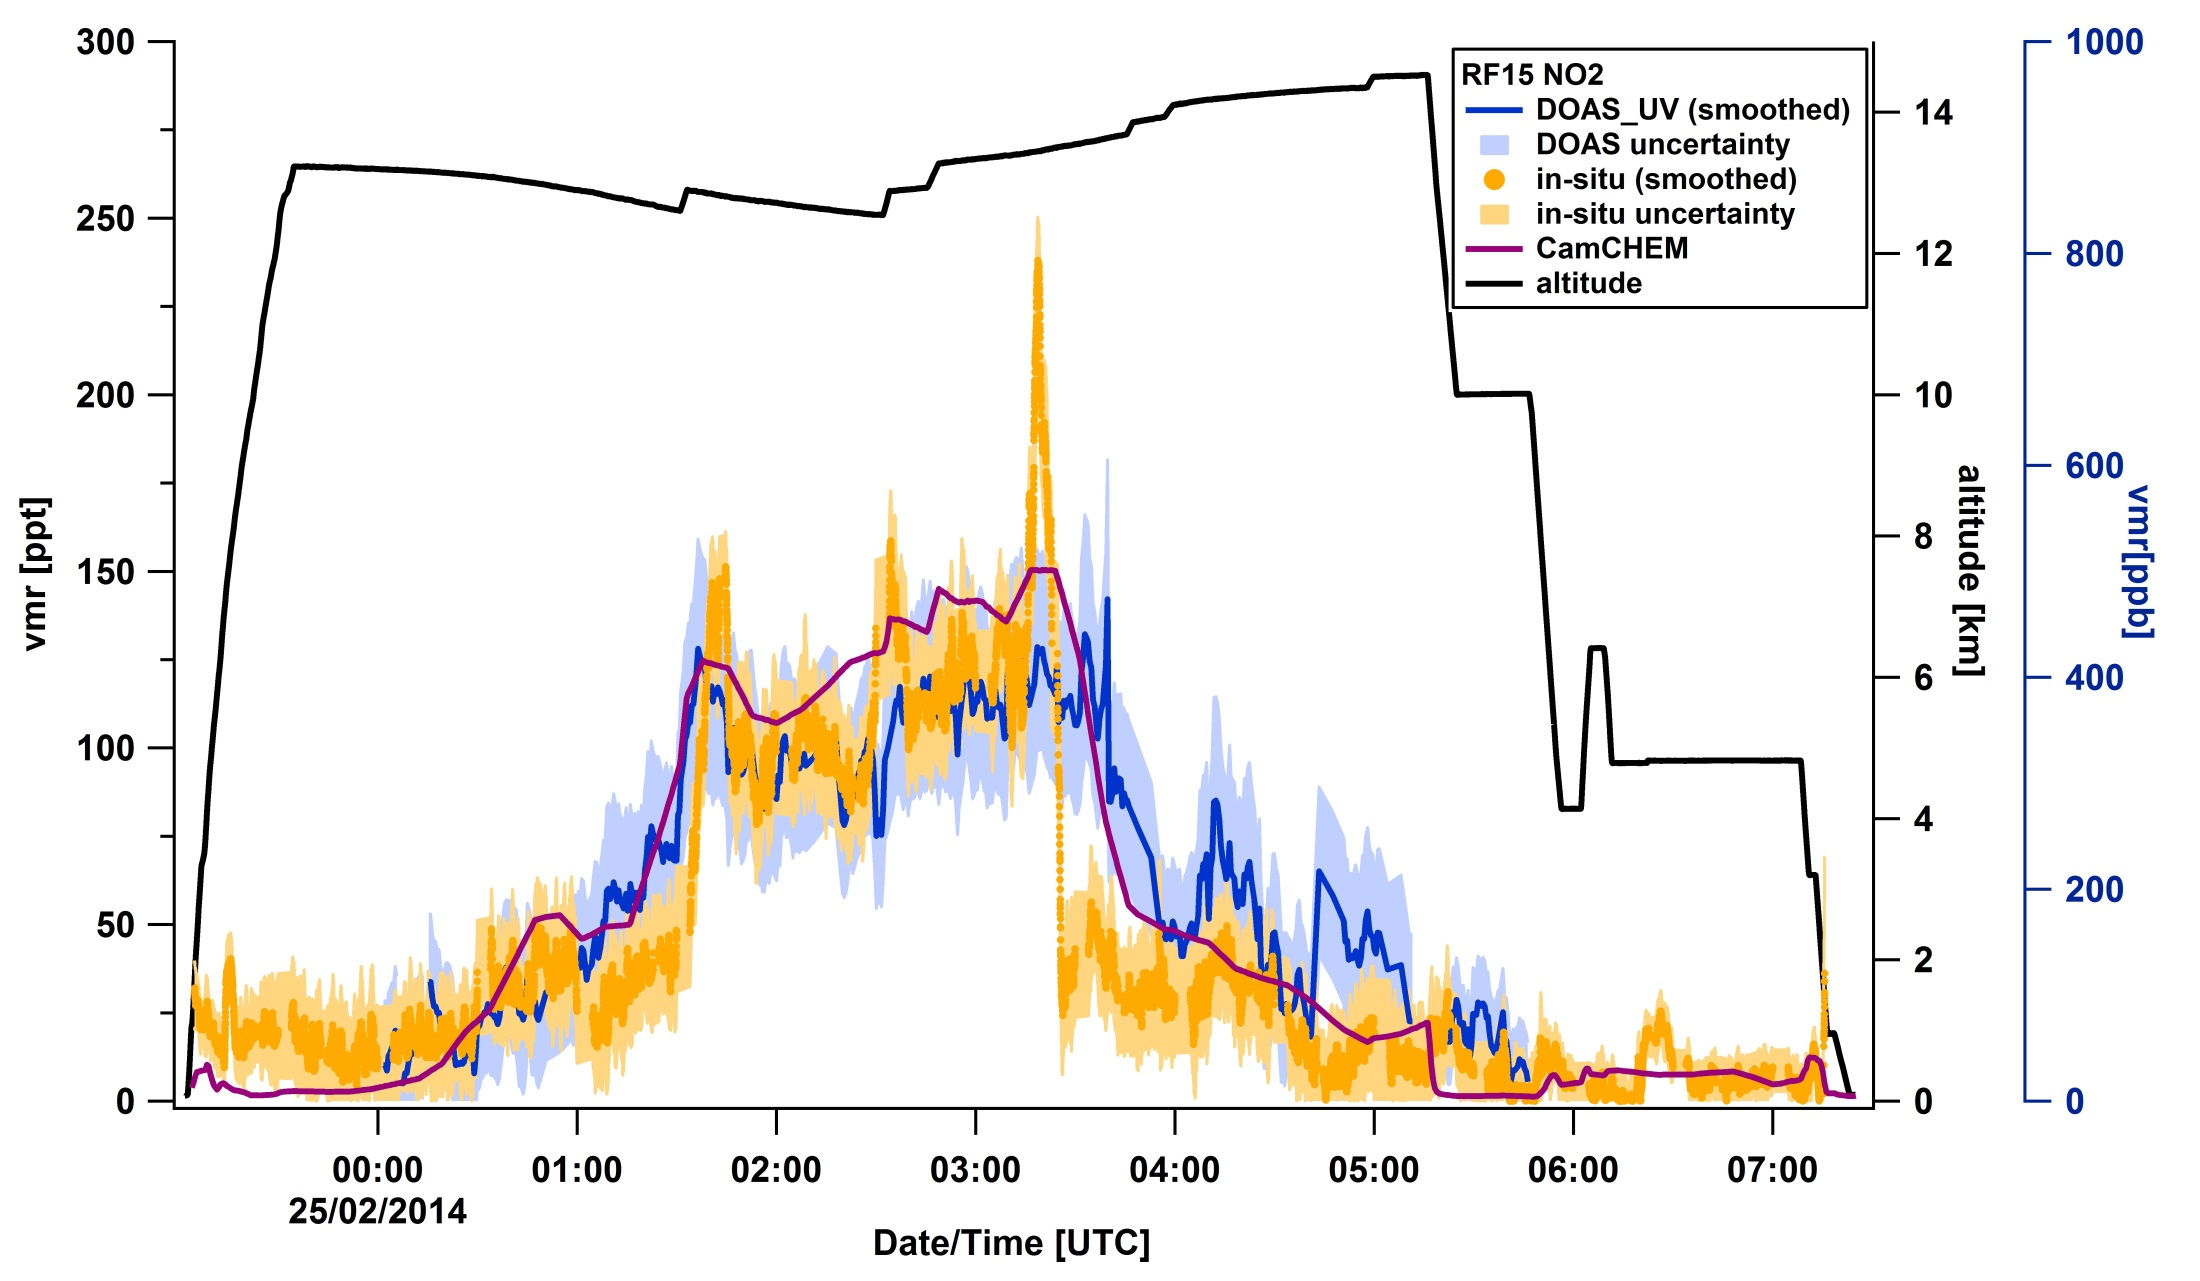 300
250
200
150
100
50
0
vmr [ppt]
RF15 NO2
DOAS_UV (smoothed)
DOAS uncertainty
in-situ (smoothed)
in-situ uncertainty
CamCHEM
altitude
14
12
10
8
6
4
2
0
altitude [km]
1000
800
600
400
200
0
vmr[ppb]
00:00 01:00 02:00 03:00 04:00 05:00 06:00 07:00
25/02/2014
Date/Time [UTC]